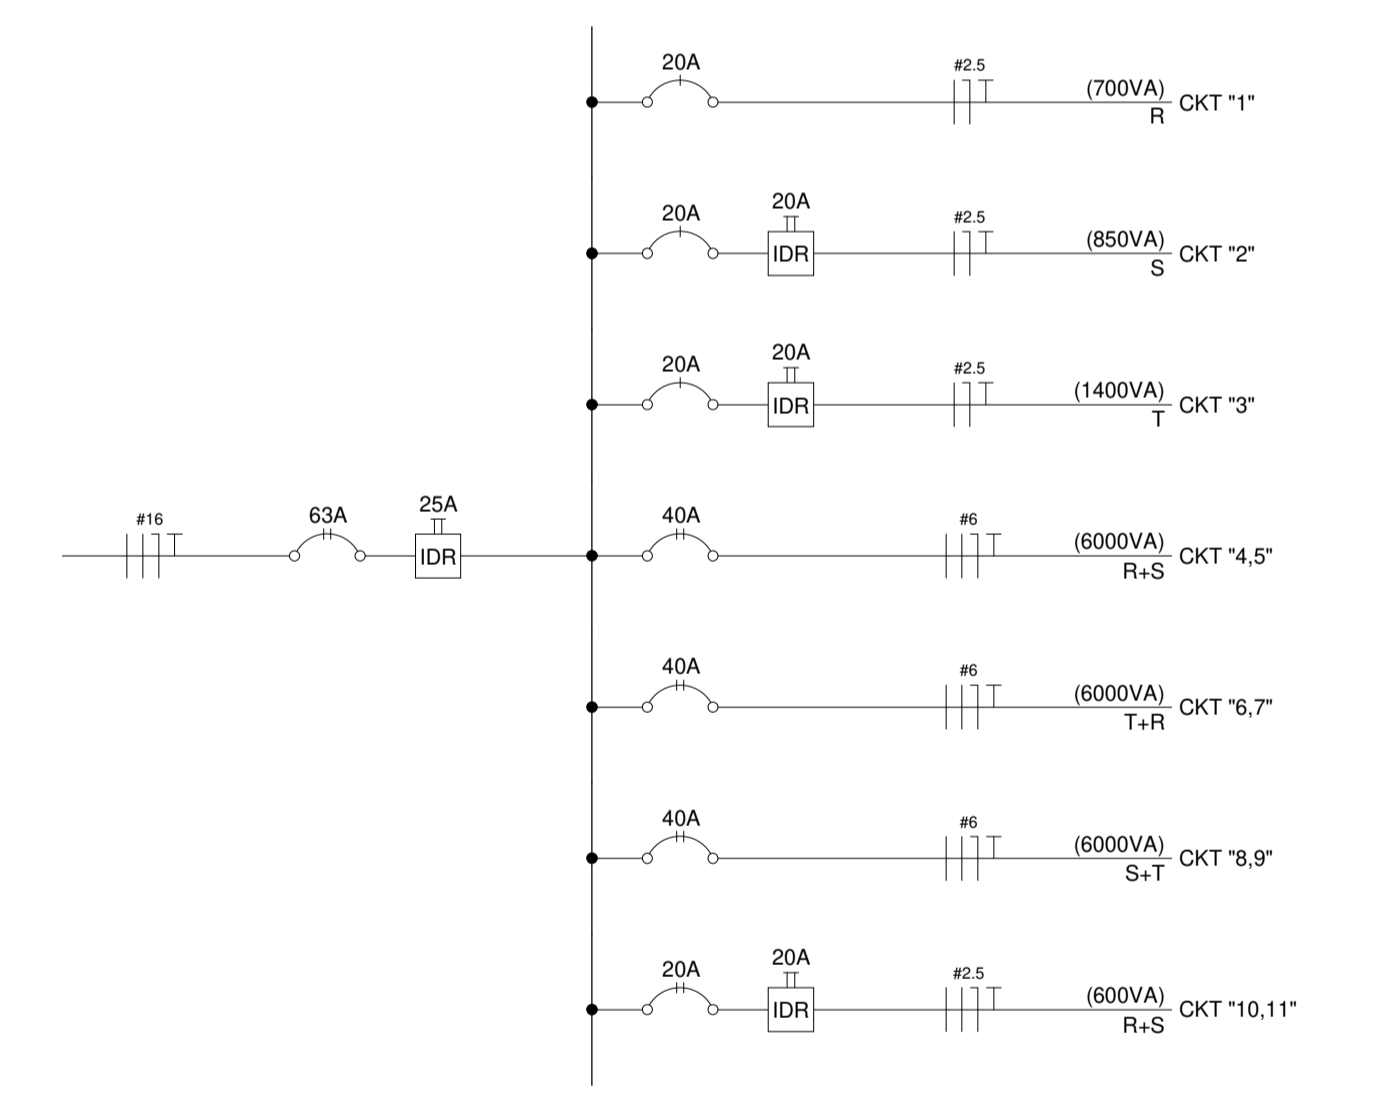 20A
#2.5
(700VA)
R
CKT "1"
20A
20A
IDR
#2.5
(850VA)
S
CKT "2"
20A
20A
IDR
#2.5
(1400VA)
T
CKT "3"
#16
63A
25A
IDR
40A
#6
(6000VA)
R+S
CKT "4,5"
40A
#6
(6000VA)
T+R
CKT "6,7"
40A
#6
(6000VA)
S+T
CKT "8,9"
20A
20A
IDR
#2.5
(600VA)
R+S
CKT "10,11"